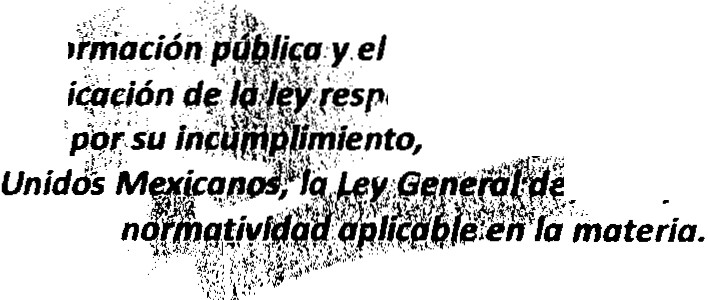 rmación pública y el
icación de la ley resp
por su incumplimiento,
Unidos Mexicanos, la Ley General de
normatividad aplicable en la materia.